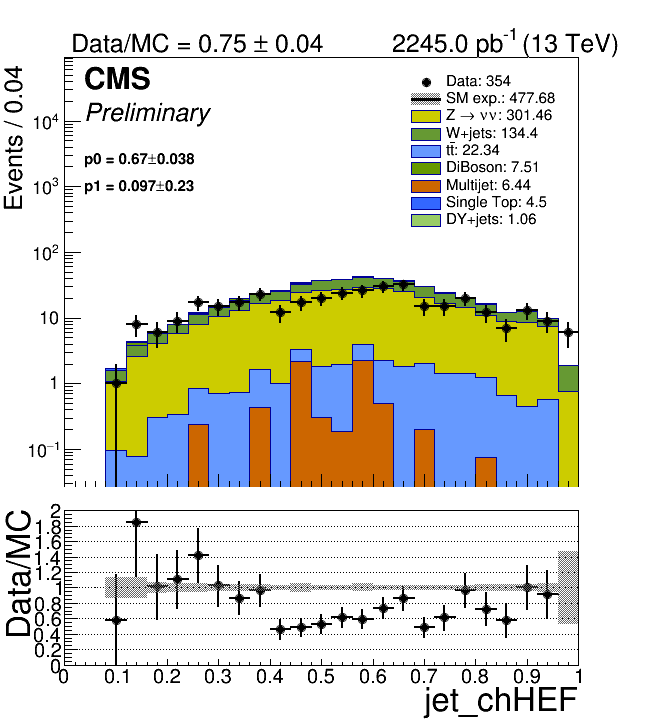 Data/MC = 0.75 ± 0.04 2245.0 pb⁻¹ (13 TeV)
CMS
Preliminary
p0 = 0.67±0.038
p1 = 0.097±0.23
Data: 354
SM exp.: 477.68
Z → νν: 301.46
W+jets: 134.4
tt̄: 22.34
DiBoson: 7.51
Multijet: 6.44
Single Top: 4.5
DY+jets: 1.06
Events / 0.04
10⁴
10³
10²
10
1
10⁻¹
Data/MC
2
1.8
1.6
1.4
1.2
1
0.8
0.6
0.4
0.2
0
0 0.1 0.2 0.3 0.4 0.5 0.6 0.7 0.8 0.9 1
jet_chHEF